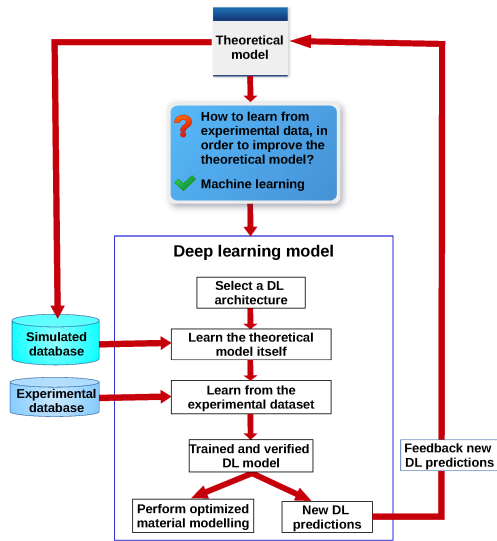 Theoretical
model
How to learn from
experimental data, in
order to improve the
theoretical model?
Machine learning
Deep learning model
Select a DL
architecture
Simulated
database
Learn the theoretical
model itself
Experimental
database
Learn from the
experimental dataset
Trained and verified
DL model
Feedback new
DL predictions
Perform optimized
material modelling
New DL
predictions